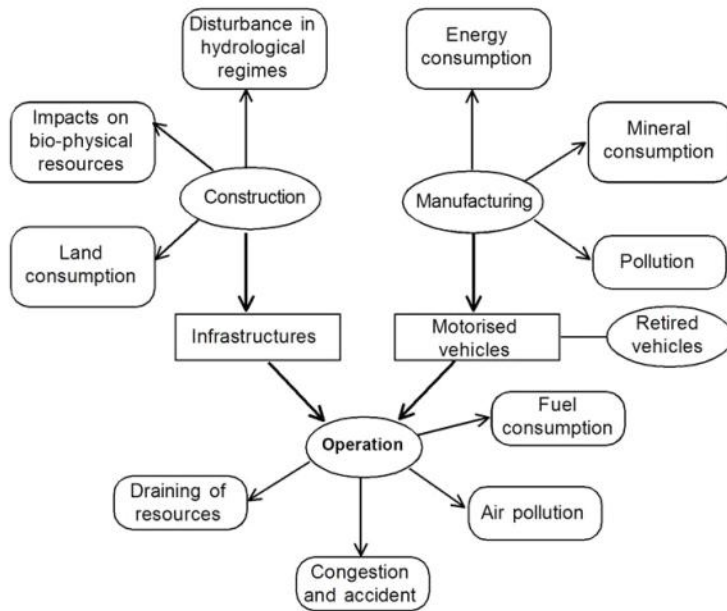 Disturbance in
hydrological
regimes
Energy
consumption
Impacts on
bio-physical
resources
Mineral
consumption
Construction
Manufacturing
Land
consumption
Pollution
Infrastructures
Motorised
vehicles
Retired
vehicles
Fuel
consumption
Operation
Draining of
resources
Air pollution
Congestion
and accident